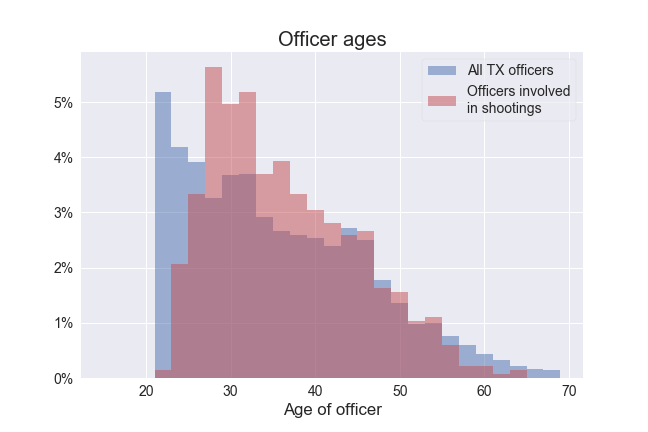 Officer ages
All TX officers
Officers involved
in shootings
5%
4%
3%
2%
1%
0%
20 30 40 50 60 70
Age of officer